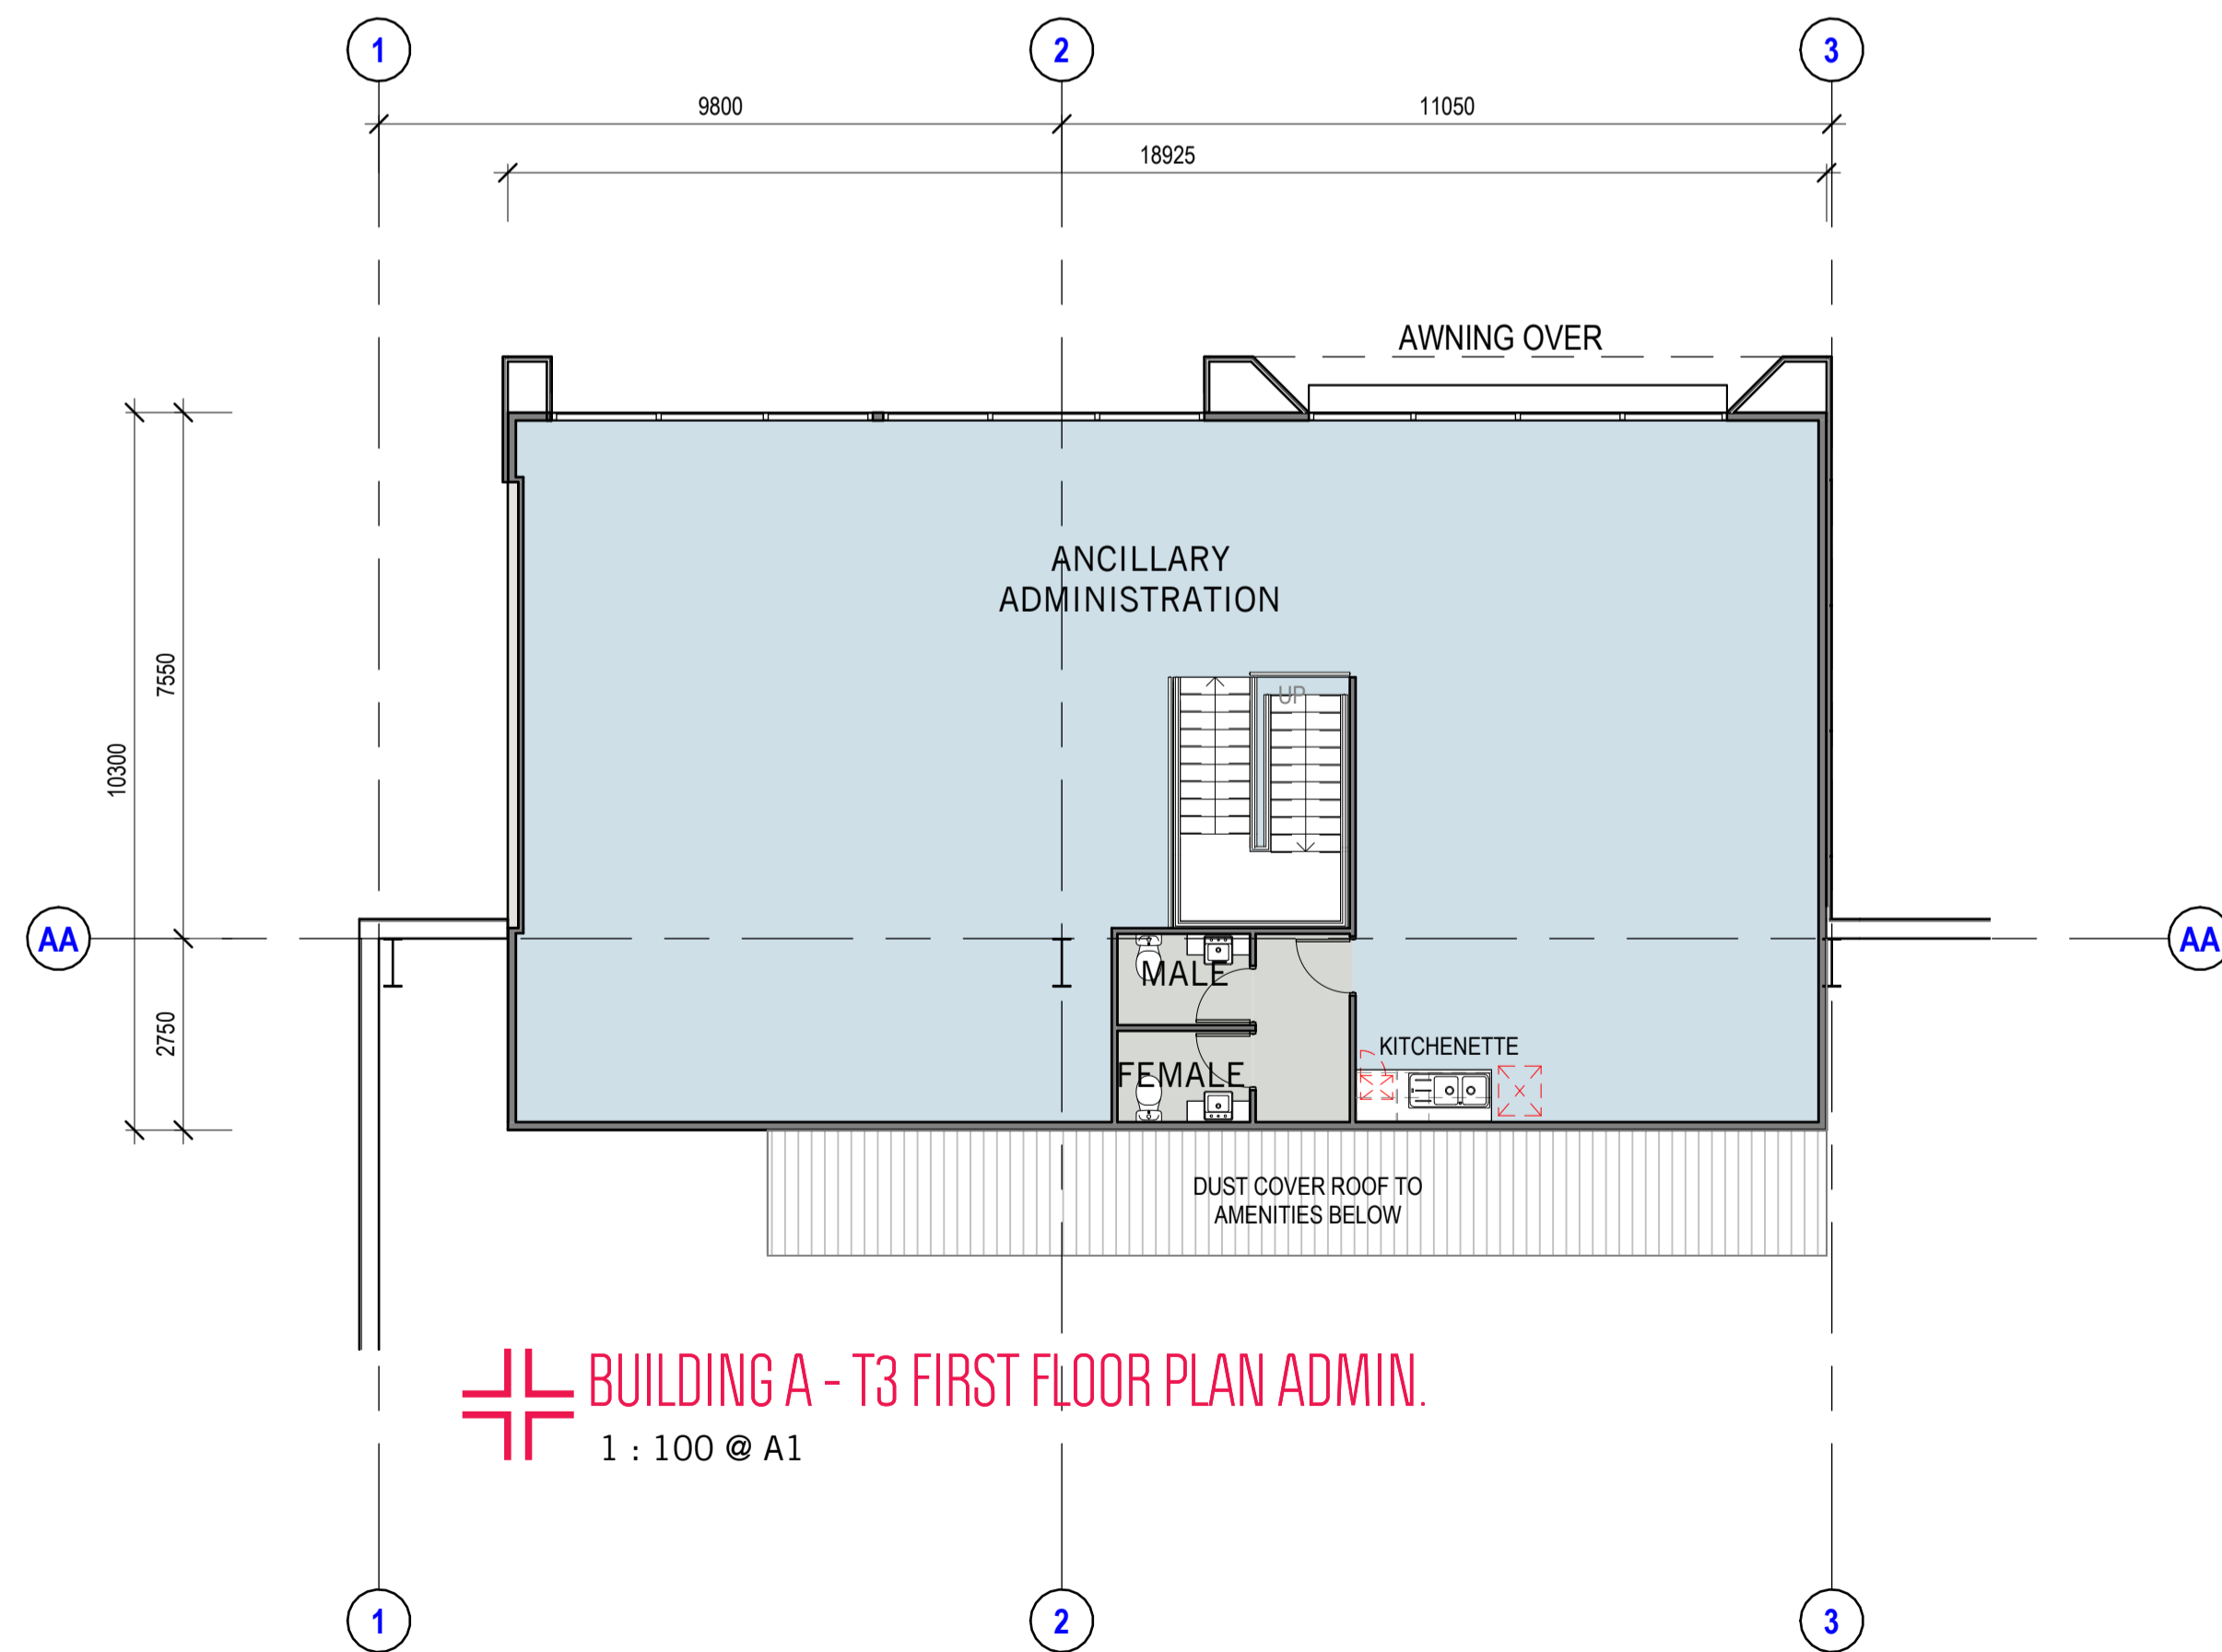 1 2 3
9800 11050
18925
AWNING OVER
ANCILLARY
ADMINISTRATION
7550
UP
10300
AA AA
MALE
2750
KITCHENETTE
FEMALE
DUST COVER ROOF TO
AMENITIES BELOW
BUILDING A - T3 FIRST FLOOR PLAN ADMIN.
1 : 100 @ A1
1 2 3